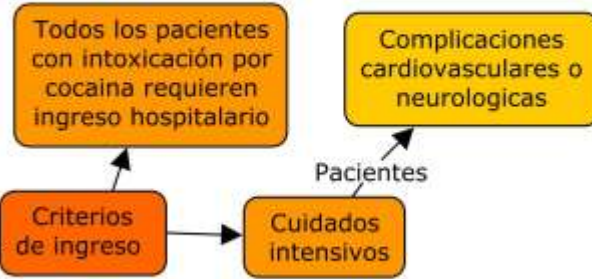 Todos los pacientes
con intoxicación por
cocaina requieren
ingreso hospitalario
Complicaciones
cardiovasculares o
neurologicas
Pacientes
Criterios
de ingreso
Cuidados
intensivos